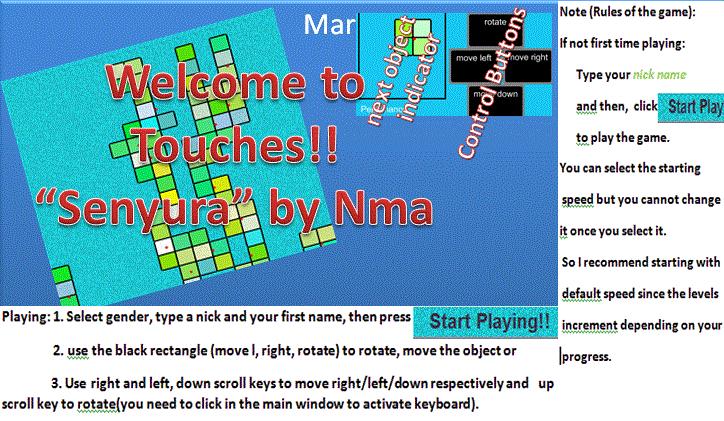 Mar
Welcome to
Touches!!
“Senyura” by Nma
next object
indicator
Control Buttons
rotate
move left
move right
move down
Note (Rules of the game):
If not first time playing:
Type your nick name
and then, click Start Play
to play the game.
You can select the starting
speed but you cannot change
it once you select it.
So I recommend starting with
default speed since the levels
increment depending on your
progress.
Playing: 1. Select gender, type a nick and your first name, then press Start Playing!!
2. use the black rectangle (move l, right, rotate) to rotate, move the object or
3. Use right and left, down scroll keys to move right/left/down respectively and up
scroll key to rotate(you need to click in the main window to activate keyboard).